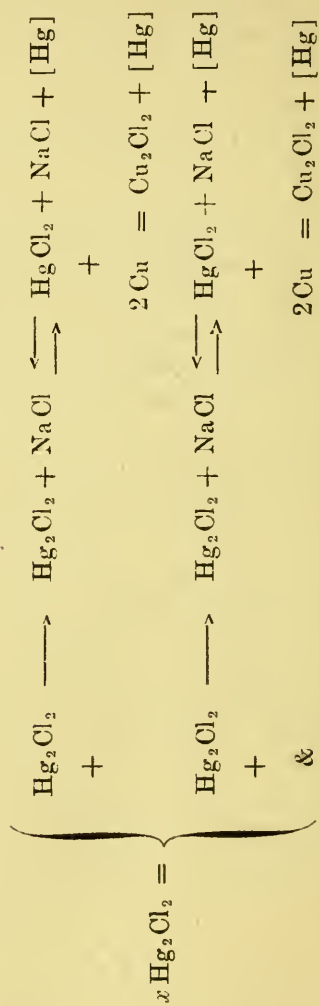 Hg₂Cl₂ ⟶ Hg₂Cl₂ + NaCl ⇄ HgCl₂ + NaCl + [Hg]
+ +
2Cu = Cu₂Cl₂ + [Hg]
x Hg₂Cl₂ =
Hg₂Cl₂ ⟶ Hg₂Cl₂ + NaCl ⇄ HgCl₂ + NaCl + [Hg]
+ +
& 2Cu = Cu₂Cl₂ + [Hg]